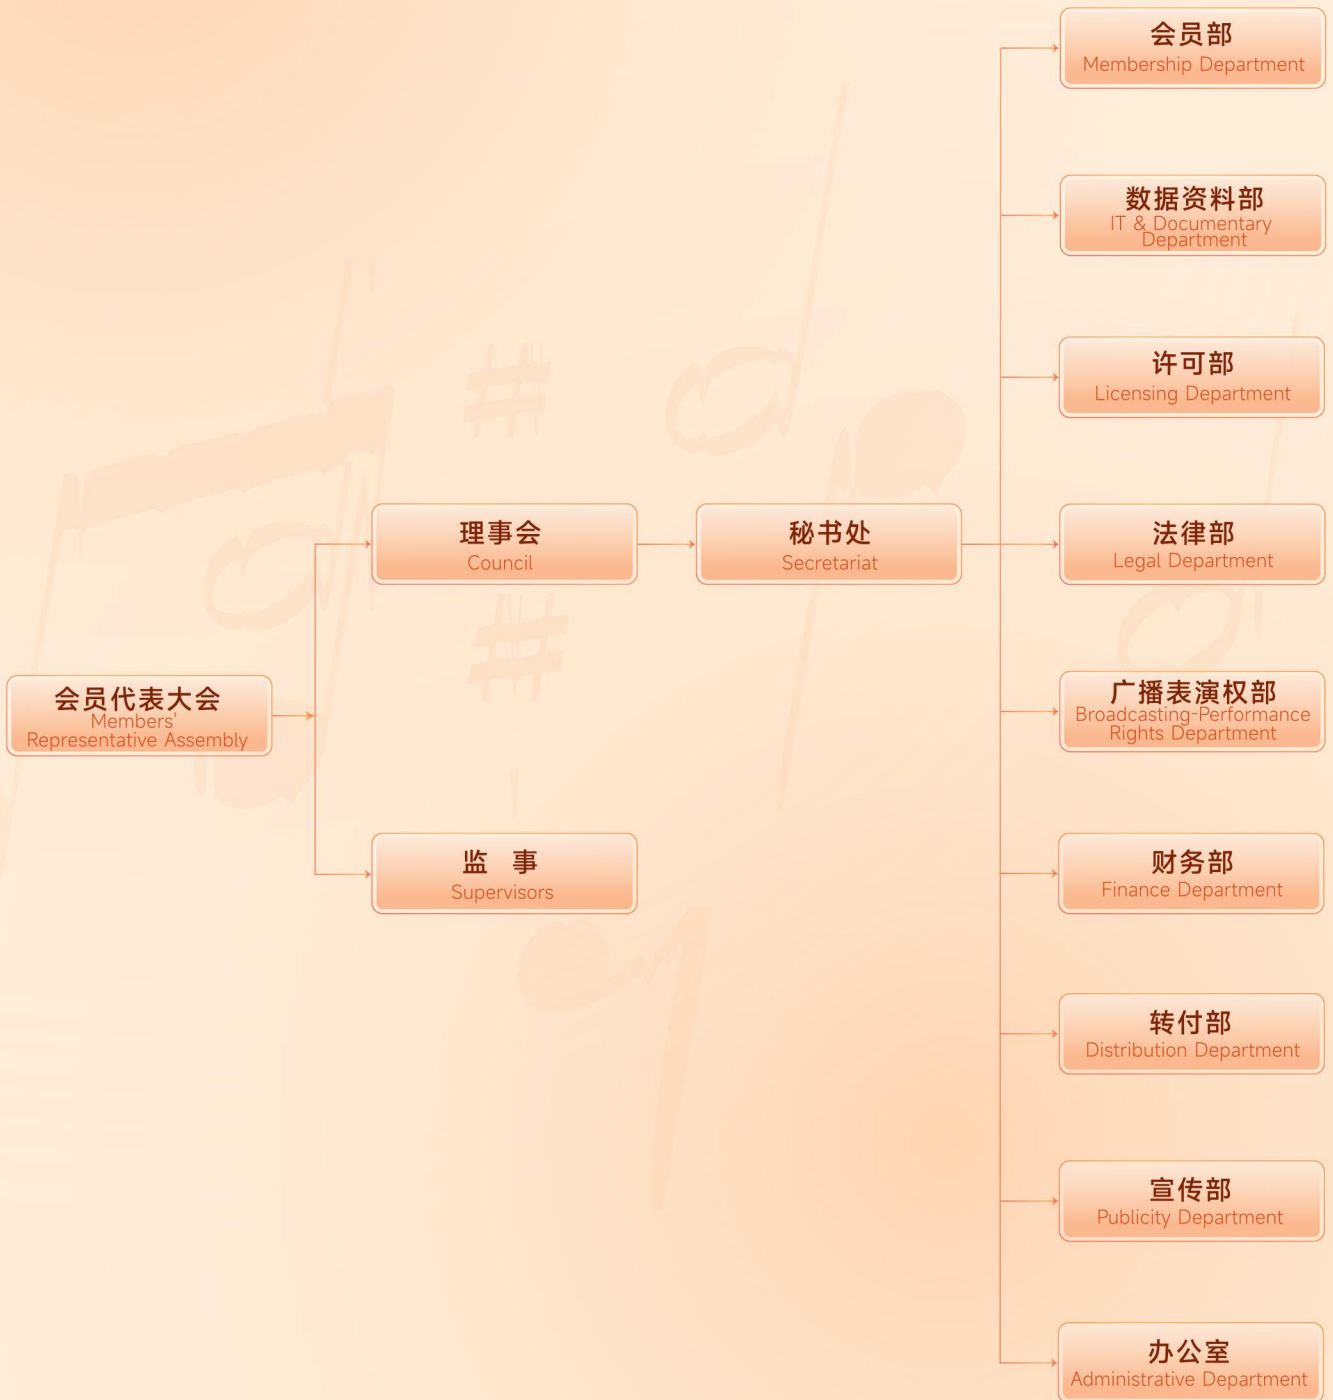 会员代表大会
Members'
Representative Assembly
理事会
Council
监 事
Supervisors
秘书处
Secretariat
会员部
Membership Department
数据资料部
IT & Documentary
Department
许可部
Licensing Department
法律部
Legal Department
广播表演权部
Broadcasting-Performance
Rights Department
财务部
Finance Department
转付部
Distribution Department
宣传部
Publicity Department
办公室
Administrative Department